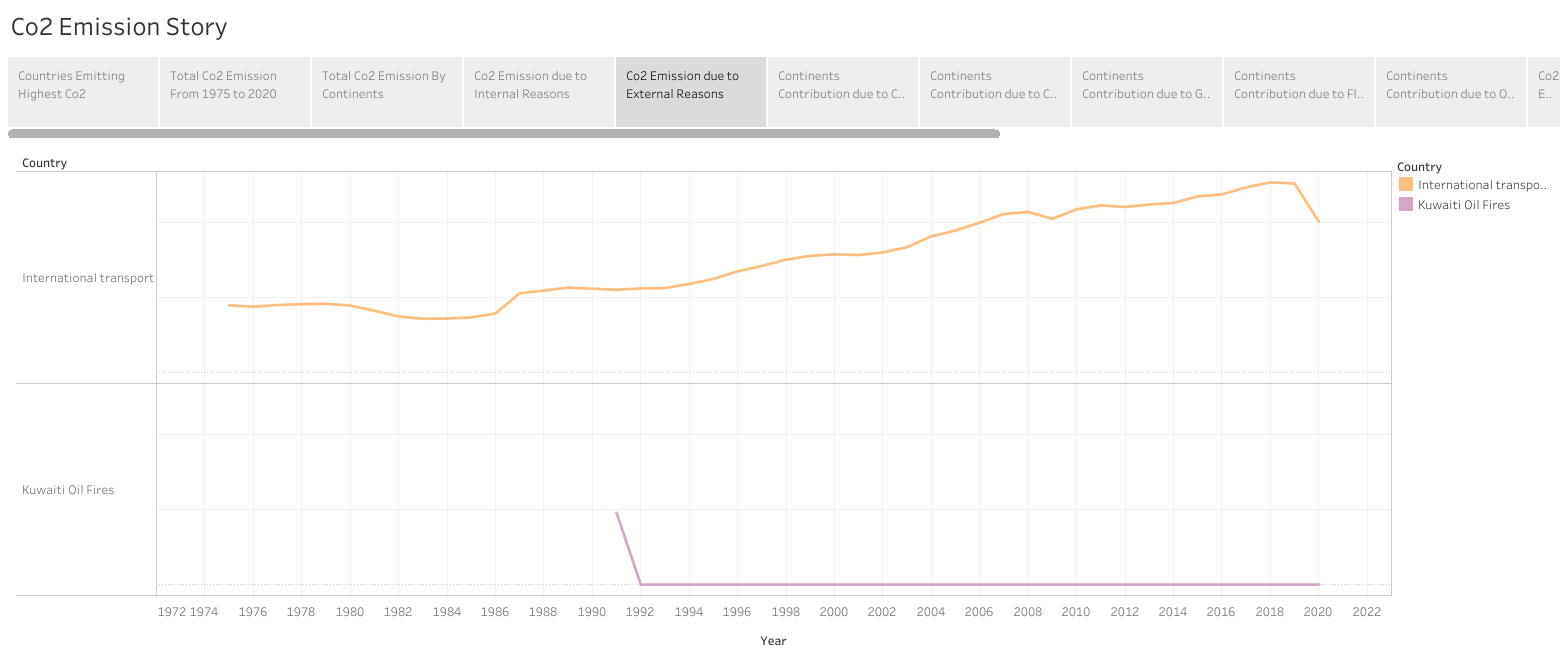 Co2 Emission Story
Countries Emitting
Highest Co2
Total Co2 Emission
From 1975 to 2020
Total Co2 Emission By
Continents
Co2 Emission due to
Internal Reasons
Co2 Emission due to
External Reasons
Continents
Contribution due to C..
Continents
Contribution due to C..
Continents
Contribution due to G..
Continents
Contribution due to Fl..
Continents
Contribution due to O..
Co2
E..
Country
International transport
Kuwaiti Oil Fires
1972 1974 1976 1978 1980 1982 1984 1986 1988 1990 1992 1994 1996 1998 2000 2002 2004 2006 2008 2010 2012 2014 2016 2018 2020 2022
Year
Country
International transpo..
Kuwaiti Oil Fires